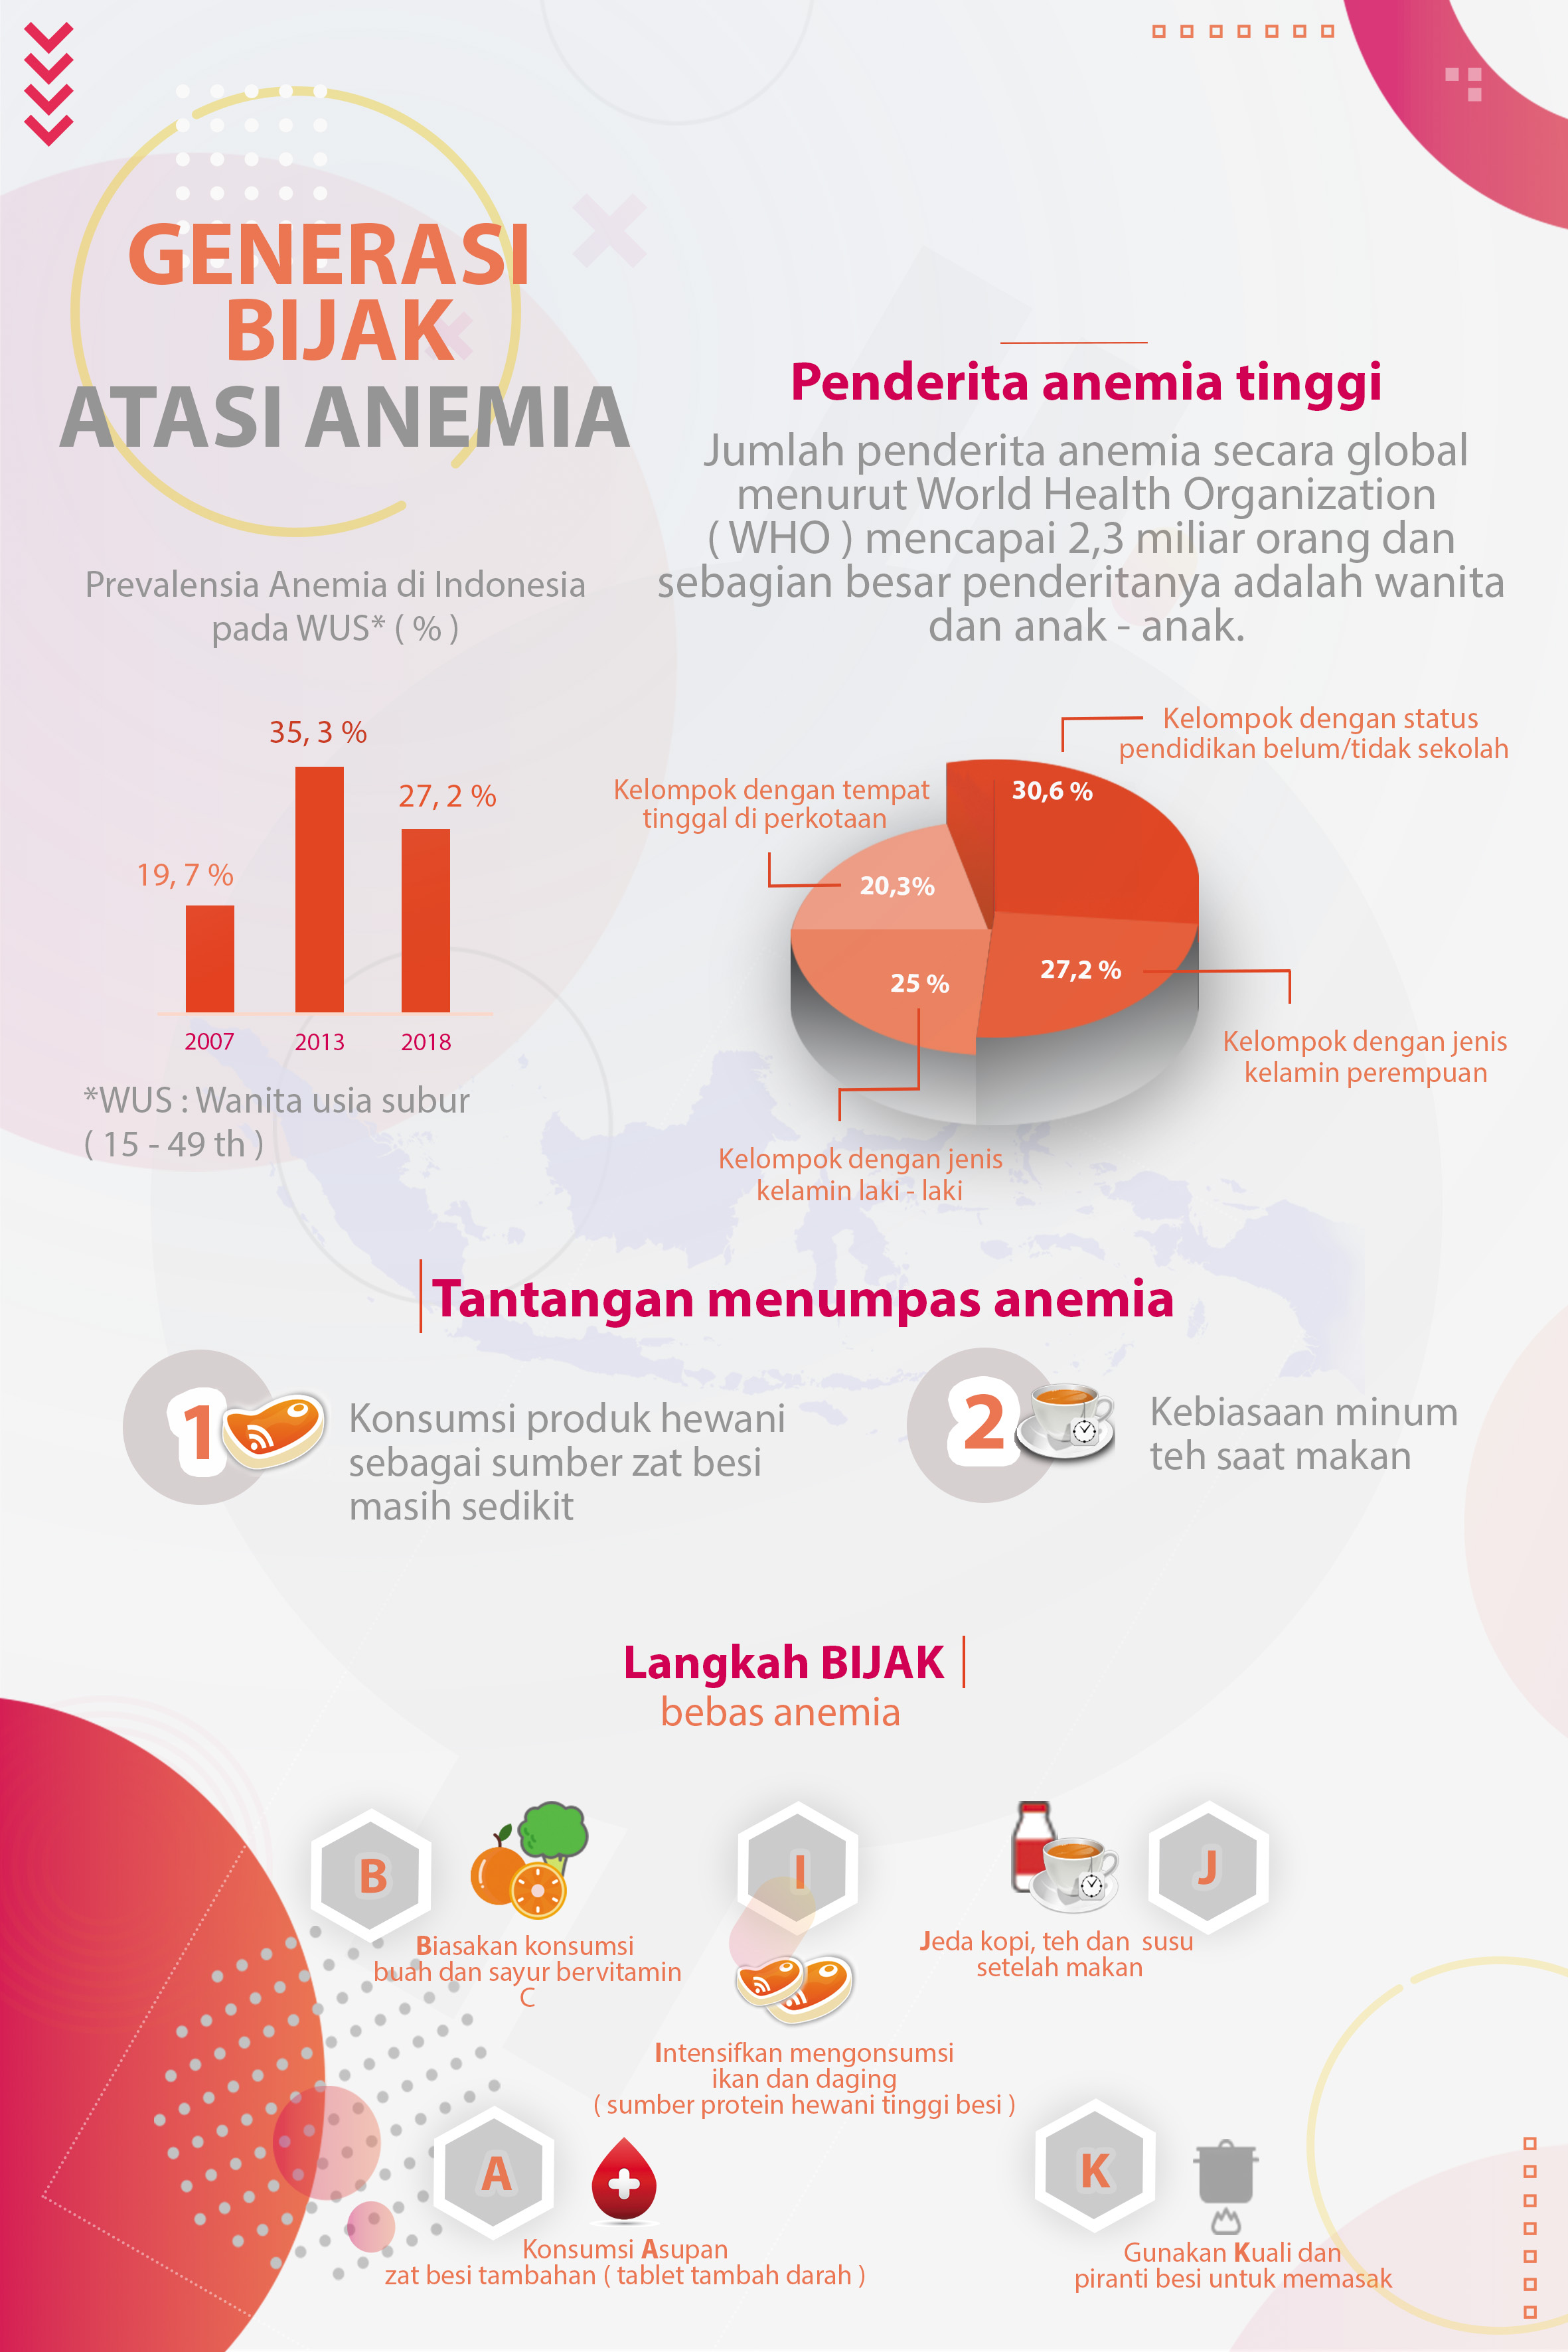 GENERASI
BIJAK
ATASI ANEMIA
Prevalensia Anemia di Indonesia
pada WUS* ( % )
19, 7 %
35, 3 %
27, 2 %
2007
2013
2018
*WUS : Wanita usia subur
( 15 - 49 th )
Penderita anemia tinggi
Jumlah penderita anemia secara global
menurut World Health Organization
( WHO ) mencapai 2,3 miliar orang dan
sebagian besar penderitanya adalah wanita
dan anak - anak.
Kelompok dengan status
pendidikan belum/tidak sekolah
30,6 %
Kelompok dengan tempat
tinggal di perkotaan
20,3%
27,2 %
25 %
Kelompok dengan jenis
kelamin perempuan
Kelompok dengan jenis
kelamin laki - laki
Tantangan menumpas anemia
1
Konsumsi produk hewani
sebagai sumber zat besi
masih sedikit
2
Kebiasaan minum
teh saat makan
Langkah BIJAK
bebas anemia
B
Biasakan konsumsi
buah dan sayur bervitamin
C
I
Intensifkan mengonsumsi
ikan dan daging
( sumber protein hewani tinggi besi )
J
Jeda kopi, teh dan  susu
setelah makan
A
Konsumsi Asupan
zat besi tambahan ( tablet tambah darah )
K
Gunakan Kuali dan
piranti besi untuk memasak